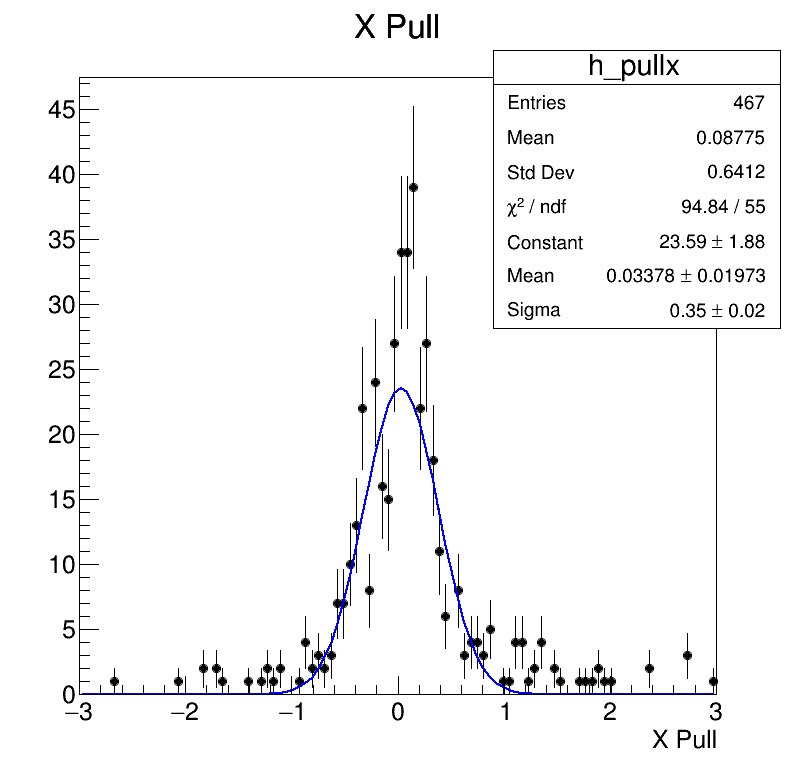 X Pull
h_pullx
Entries 467
Mean 0.08775
Std Dev 0.6412
χ² / ndf 94.84 / 55
Constant 23.59 ± 1.88
Mean 0.03378 ± 0.01973
Sigma 0.35 ± 0.02
45
40
35
30
25
20
15
10
5
0
−3 −2 −1 0 1 2 3
X Pull